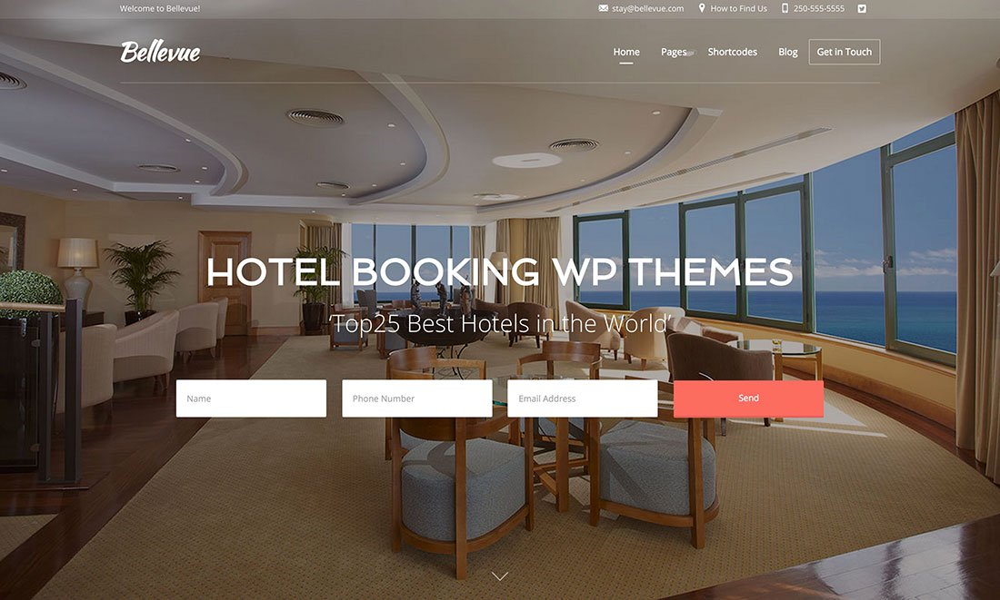 Welcome to Bellevue!
stay@bellevue.com How to Find Us 250-555-5555
Bellevue
Home Pages Shortcodes Blog Get in Touch
HOTEL BOOKING WP THEMES
‘Top25 Best Hotels in the World’
Name Phone Number Email Address Send